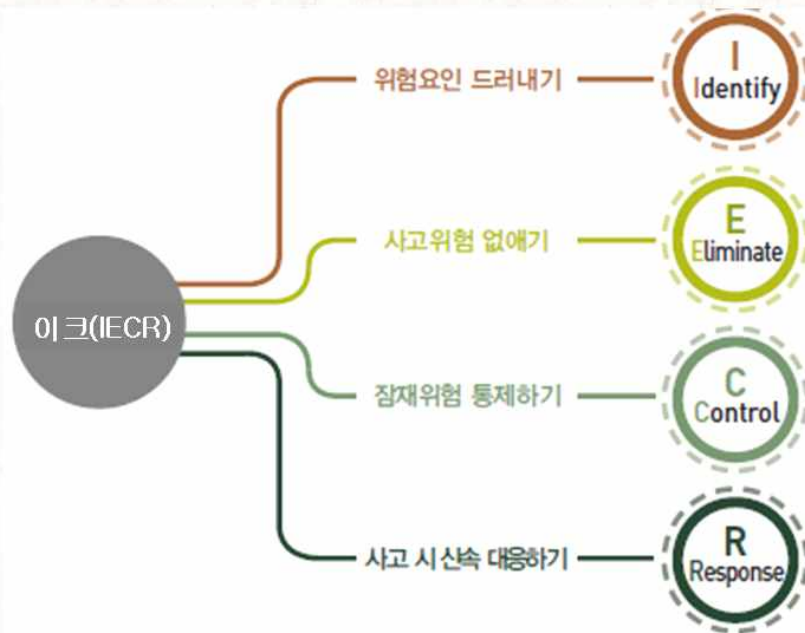 위험요인 드러내기
I
Identify
사고위험 없애기
E
Eliminate
이크(IECR)
잠재위험 통제하기
C
Control
사고 시 신속 대응하기
R
Response